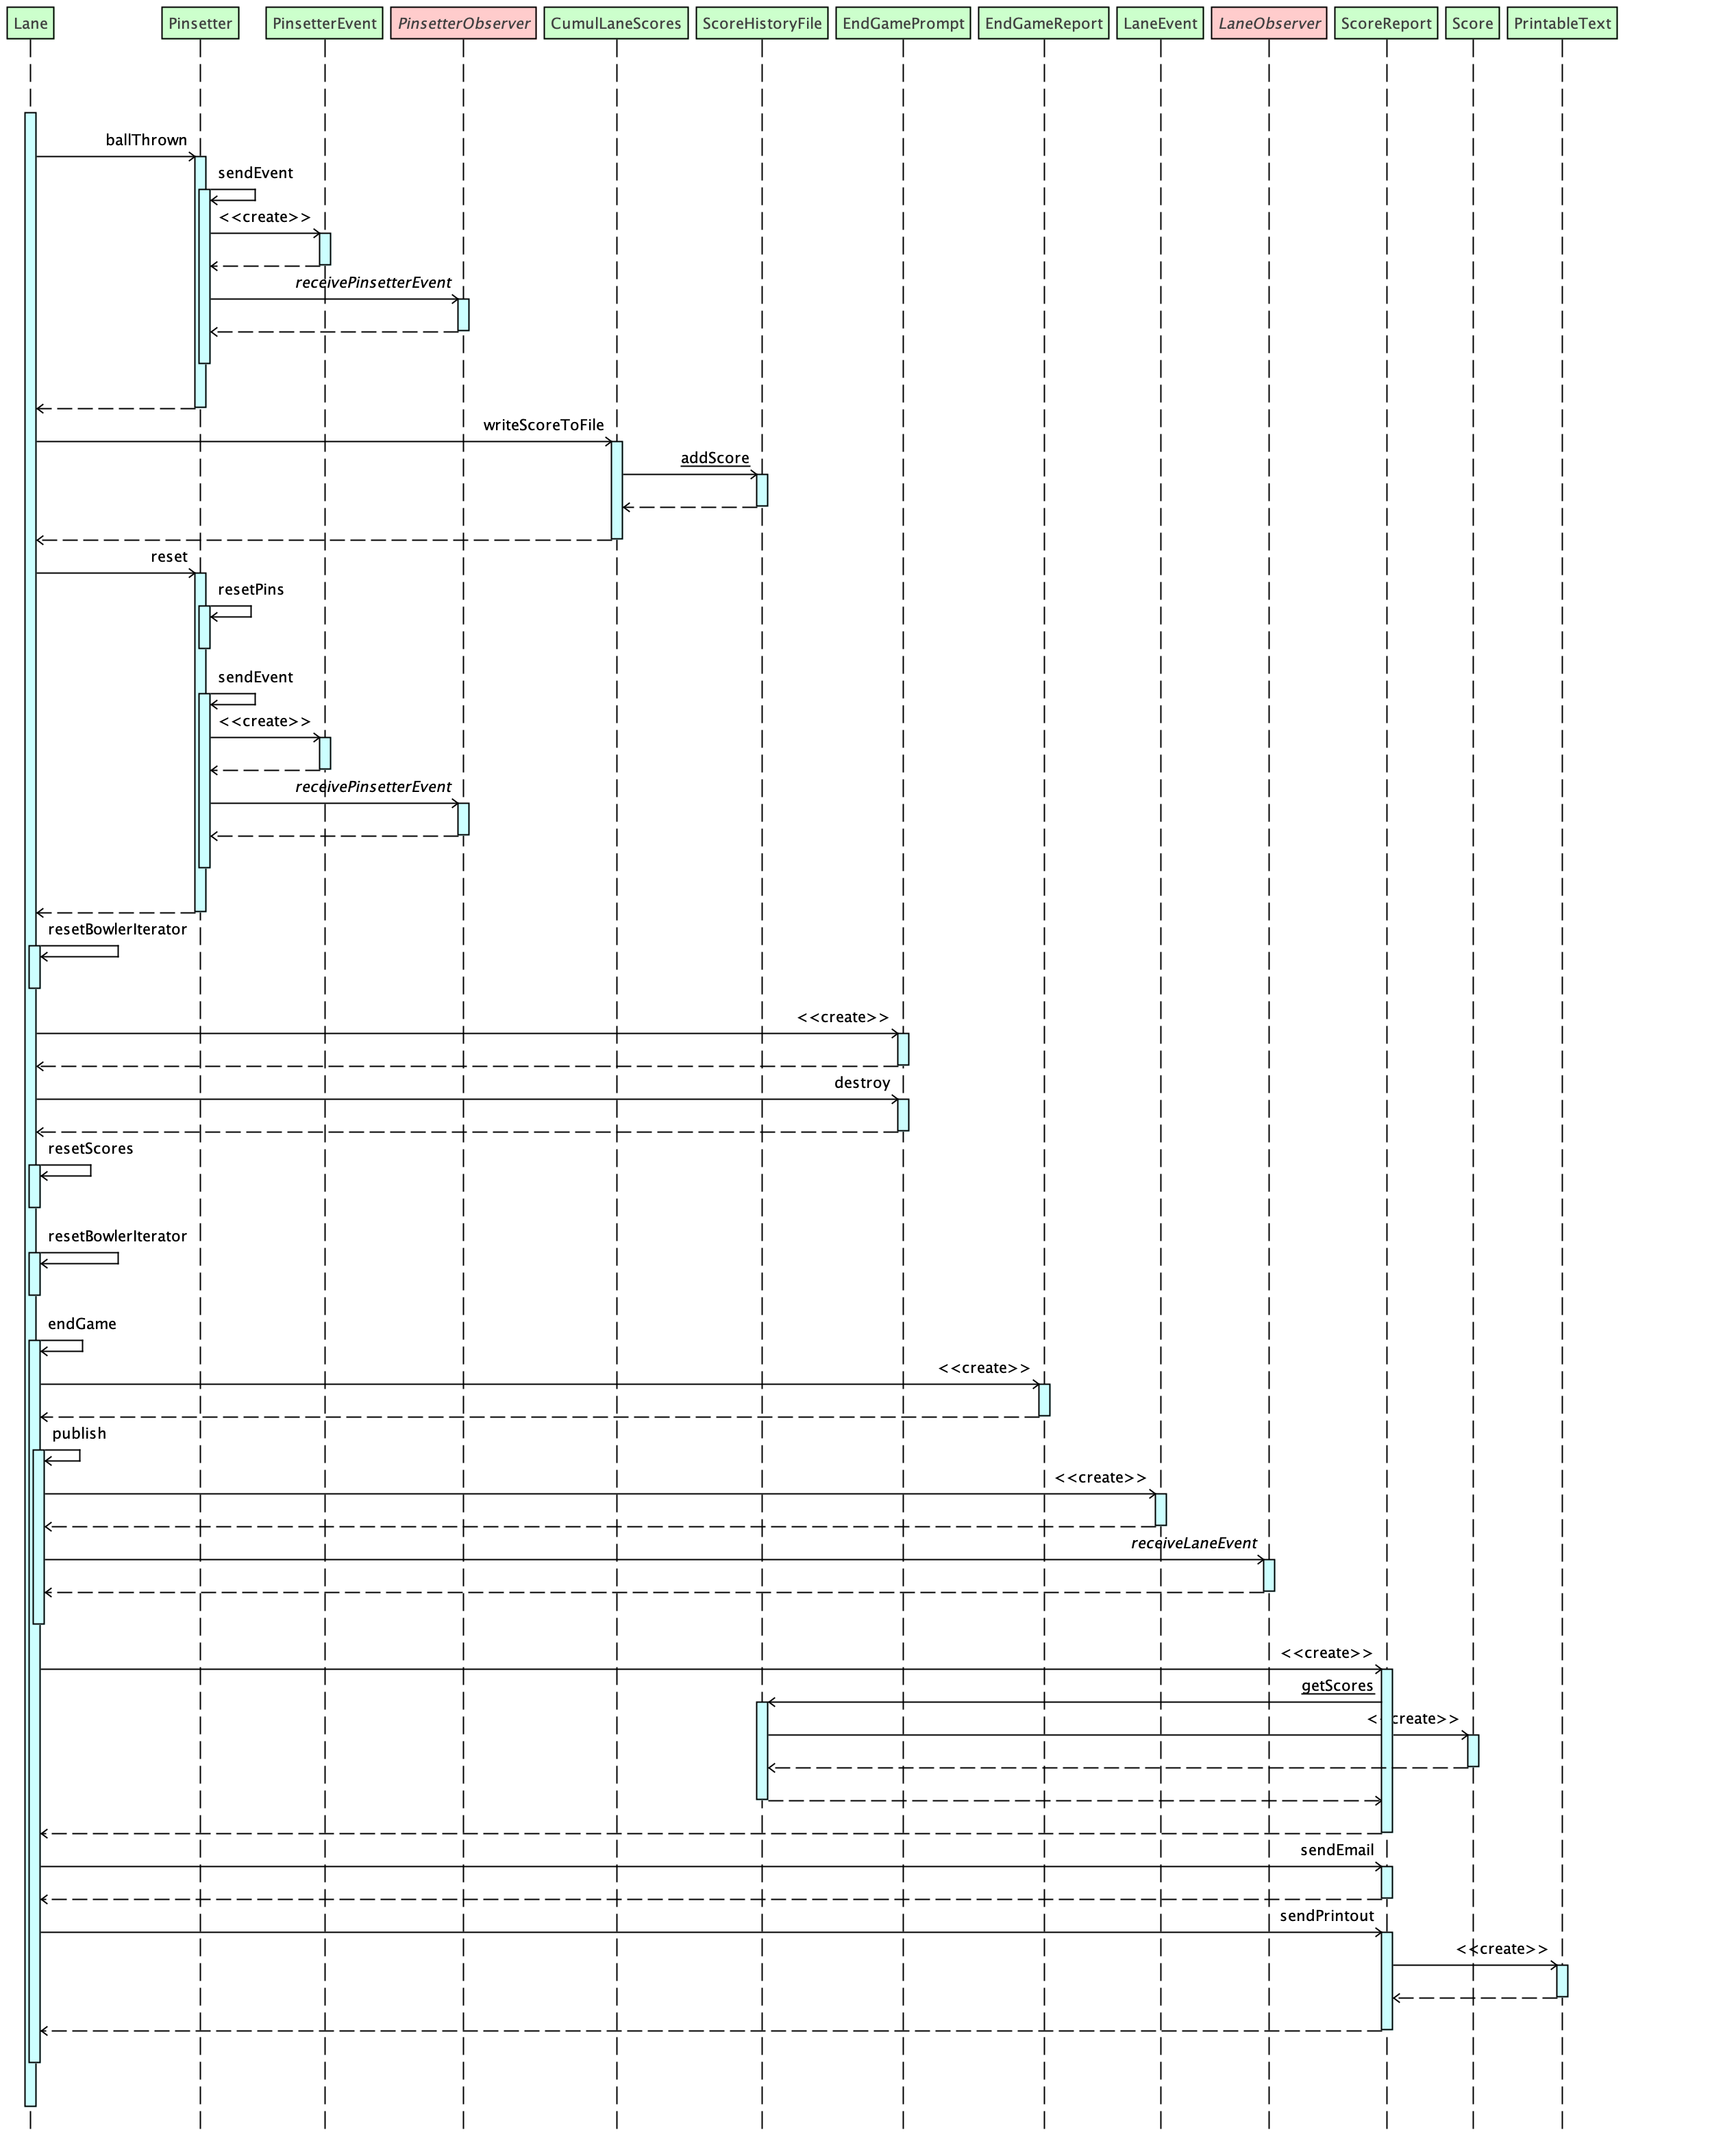 Lane Pinsetter PinsetterEvent PinsetterObserver CumulLaneScores ScoreHistoryFile EndGamePrompt EndGameReport LaneEvent LaneObserver ScoreReport Score PrintableText
ballThrown
sendEvent
<<create>>
receivePinsetterEvent
writeScoreToFile
addScore
reset
resetPins
sendEvent
<<create>>
receivePinsetterEvent
resetBowlerIterator
<<create>>
destroy
resetScores
resetBowlerIterator
endGame
<<create>>
publish
<<create>>
receiveLaneEvent
<<create>>
getScores
<<create>>
sendEmail
sendPrintout
<<create>>